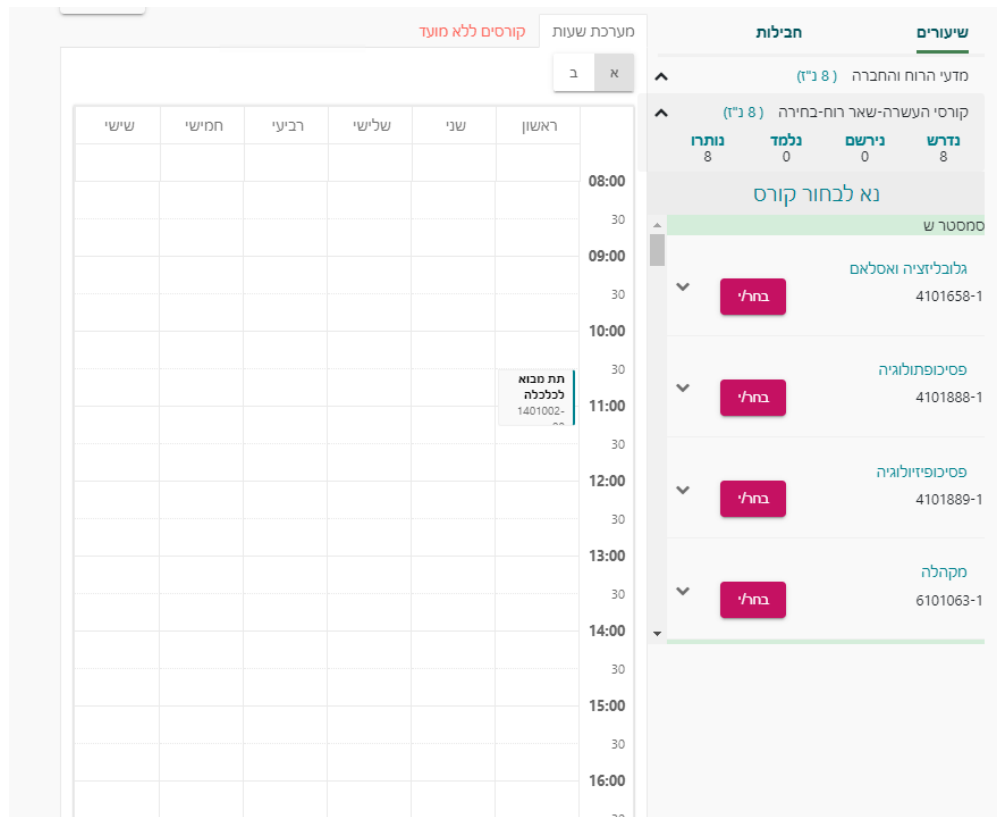 שיעורים
חבילות
מדעי הרוח והחברה (8 נ"ז)
קורסי העשרה-שאר רוח-בחירה (8 נ"ז)
נדרש נירשם נלמד נותרו
8 0 0 8
נא לבחור קורס
סמסטר ש
גלובליזציה ואסלאם
4101658-1
בחר/י
פסיכופתולוגיה
4101888-1
בחר/י
פסיכופיזיולוגיה
4101889-1
בחר/י
מקהלה
6101063-1
בחר/י
מערכת שעות
קורסים ללא מועד
א ב
ראשון שני שלישי רביעי חמישי שישי
08:00
30
09:00
30
10:00
30
תת מבוא
לכלכלה
1401002-
11:00
30
12:00
30
13:00
30
14:00
30
15:00
30
16:00